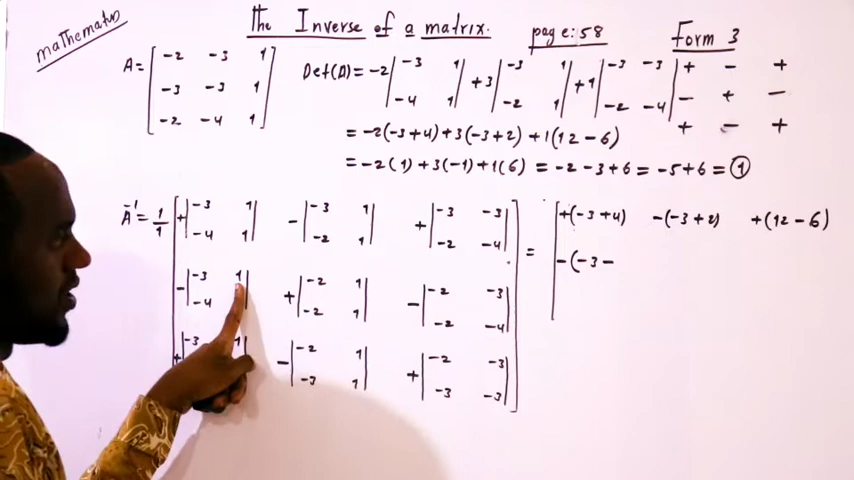 mathematus The Inverse of a matrix. page: 58 Form 3
A = [ -2 -3 1 Det(A) = -2 | -3 1 | +3 | -3 1 | +1 | -3 -3 | + - +
-3 -3 1 | -4 1 | | -2 1 | | -2 -4 | - + -
-2 -4 1 ] + - +
= -2(-3+4) +3(-3+2) +1(12-6)
= -2(1) +3(-1) +1(6) = -2 -3 +6 = -5+6 = 1
A⁻¹ = 1/1 [ + | -3 1 | - | -3 1 | + | -3 -3 | = [ +(-3+4) -(-3+2) +(12-6)
| -4 1 | | -2 1 | | -2 -4 |
- | -3 1 | + | -2 1 | - | -2 -3 | -(-3 -
| -4 1 | | -2 1 | | -2 -4 |
+ | -3 1 | - | -2 1 | + | -2 -3 |
| -3 1 | | -3 -3 | ]